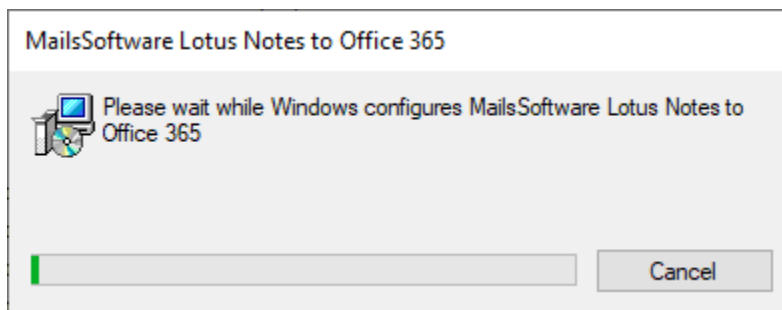 MailsSoftware Lotus Notes to Office 365
Please wait while Windows configures MailsSoftware Lotus Notes to
Office 365
Cancel